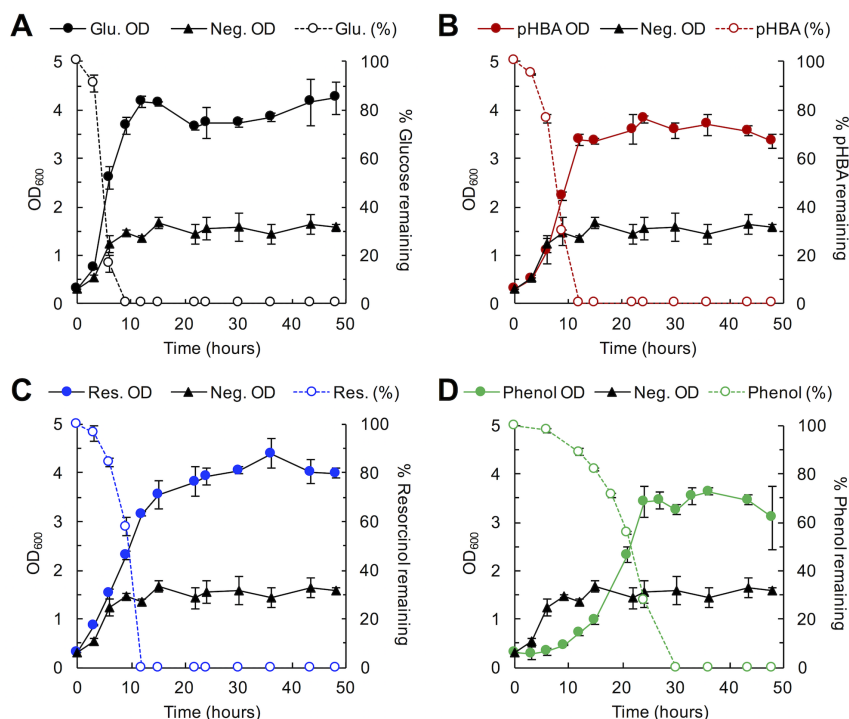 A
Glu. OD Neg. OD Glu. (%)
5 4 3 2 1 0
OD600
100 80 60 40 20 0
% Glucose remaining
0 10 20 30 40 50
Time (hours)
B
pHBA OD Neg. OD pHBA (%)
5 4 3 2 1 0
OD600
100 80 60 40 20 0
% pHBA remaining
0 10 20 30 40 50
Time (hours)
C
Res. OD Neg. OD Res. (%)
5 4 3 2 1 0
OD600
100 80 60 40 20 0
% Resorcinol remaining
0 10 20 30 40 50
Time (hours)
D
Phenol OD Neg. OD Phenol (%)
5 4 3 2 1 0
OD600
100 80 60 40 20 0
% Phenol remaining
0 10 20 30 40 50
Time (hours)